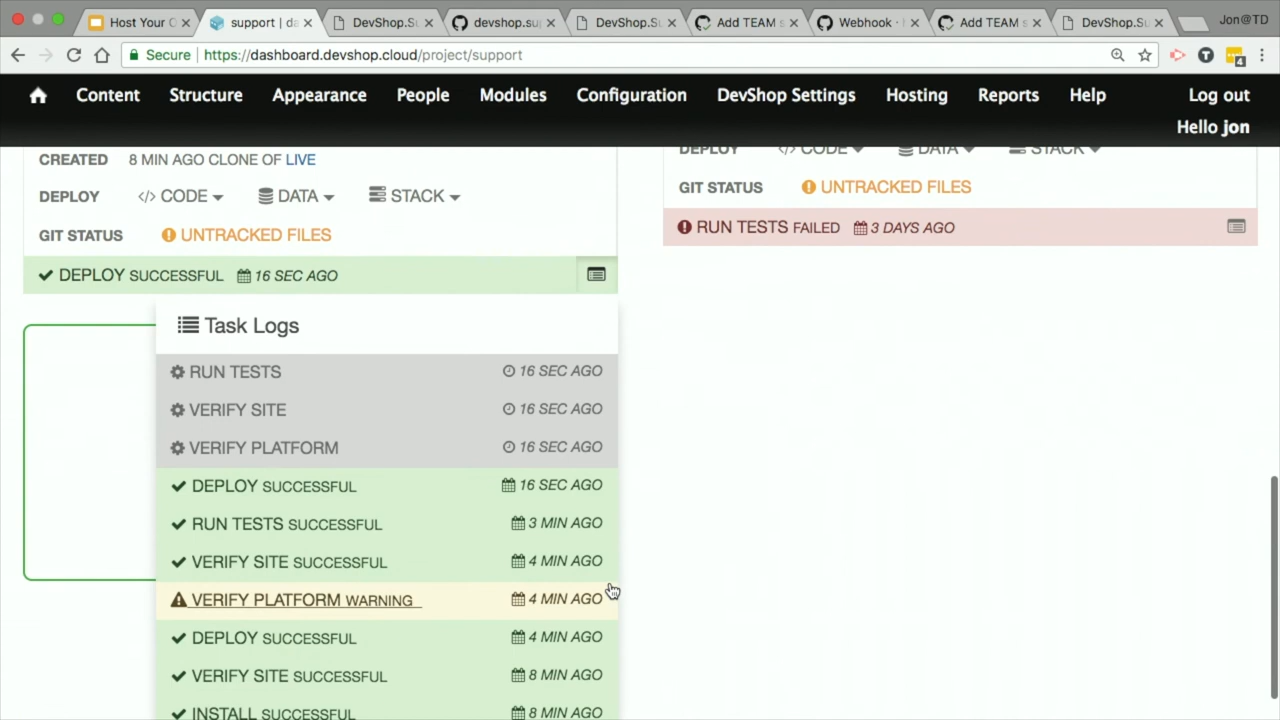 Host Your O
support | da
DevShop.Su
devshop.su
DevShop.Su
Add TEAM s
Webhook ·
Add TEAM s
DevShop.Su
Jon@TD
Secure https://dashboard.devshop.cloud/project/support
4
Content Structure Appearance People Modules Configuration DevShop Settings Hosting Reports Help Log out
Hello jon
CREATED 8 MIN AGO CLONE OF LIVE
DEPLOY </> CODE DATA STACK
GIT STATUS UNTRACKED FILES
DEPLOY SUCCESSFUL 16 SEC AGO
DEPLOY </> CODE DATA STACK
GIT STATUS UNTRACKED FILES
RUN TESTS FAILED 3 DAYS AGO
Task Logs
RUN TESTS 16 SEC AGO
VERIFY SITE 16 SEC AGO
VERIFY PLATFORM 16 SEC AGO
DEPLOY SUCCESSFUL 16 SEC AGO
RUN TESTS SUCCESSFUL 3 MIN AGO
VERIFY SITE SUCCESSFUL 4 MIN AGO
VERIFY PLATFORM WARNING 4 MIN AGO
DEPLOY SUCCESSFUL 4 MIN AGO
VERIFY SITE SUCCESSFUL 8 MIN AGO
INSTALL SUCCESSFUL 8 MIN AGO